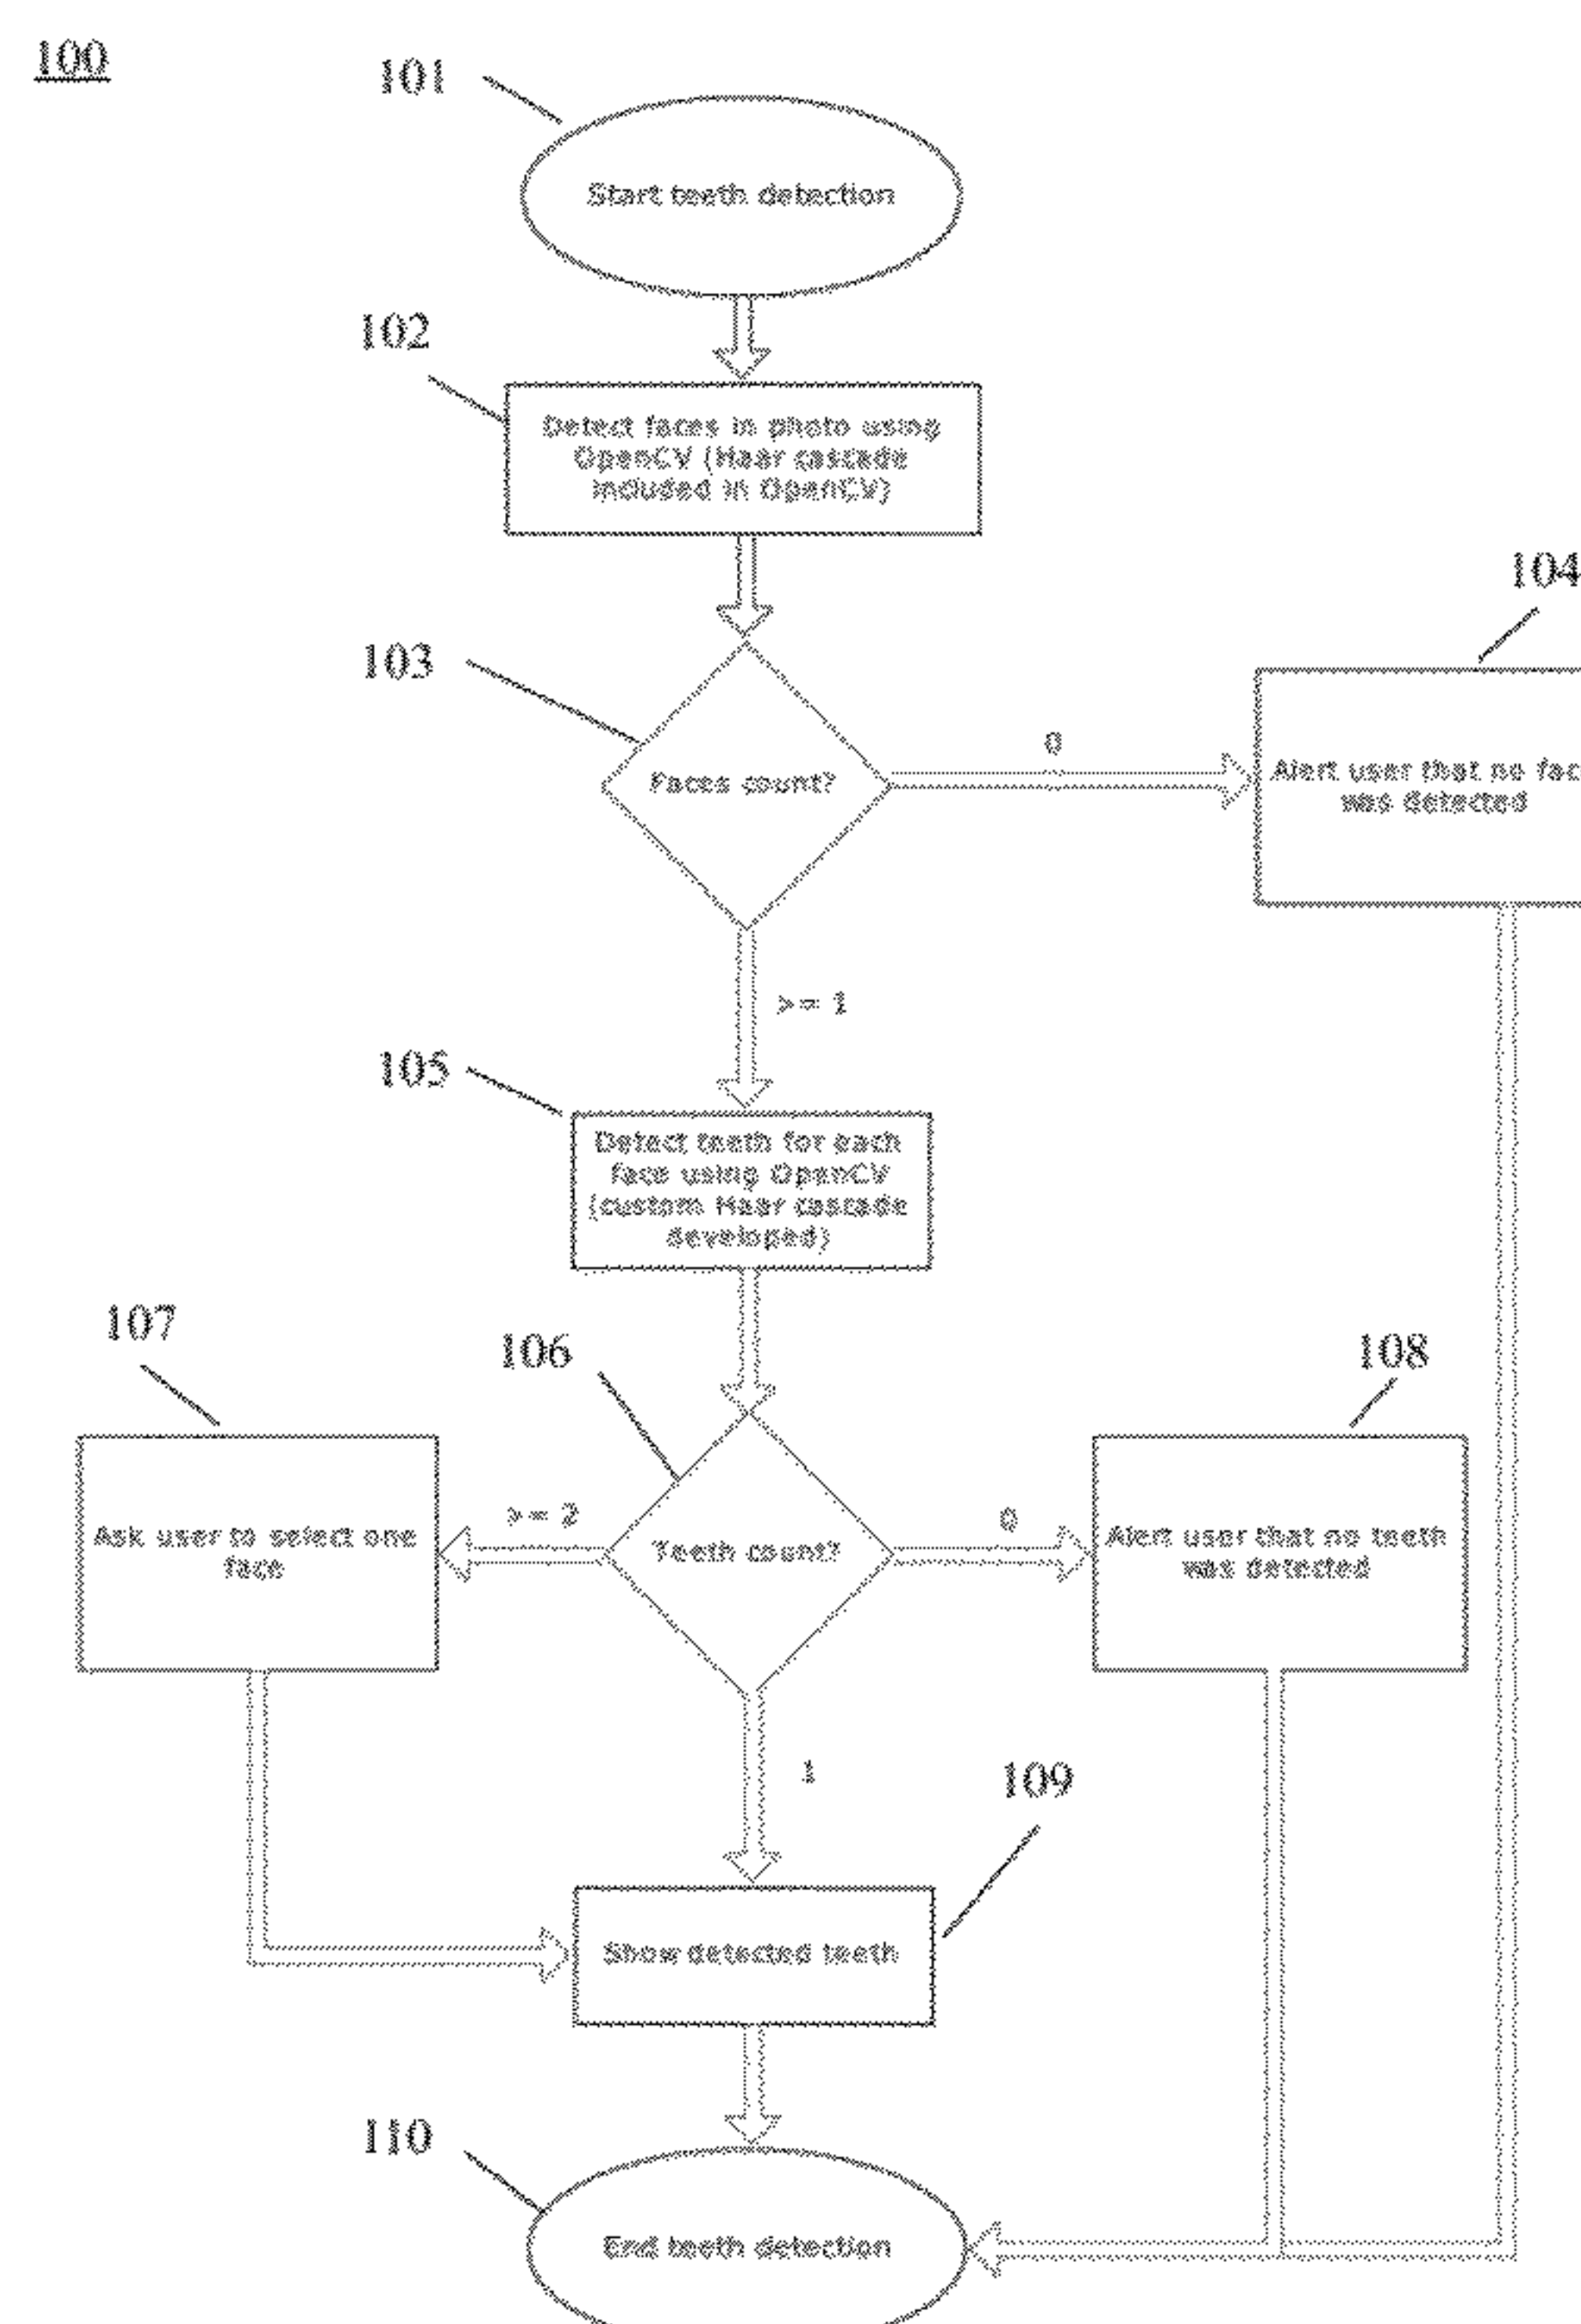 100
101
Start teeth detection
102
Detect faces in photo using
OpenCV (Haar cascade
included in OpenCV)
103
Faces count?
0
104
Alert user that no fac
was detected
>= 1
105
Detect teeth for each
face using OpenCV
(custom Haar cascade
developed)
106
Teeth count?
107
>= 2
Ask user to select one
face
108
0
Alert user that no teeth
was detected
1
109
Show detected teeth
110
End teeth detection